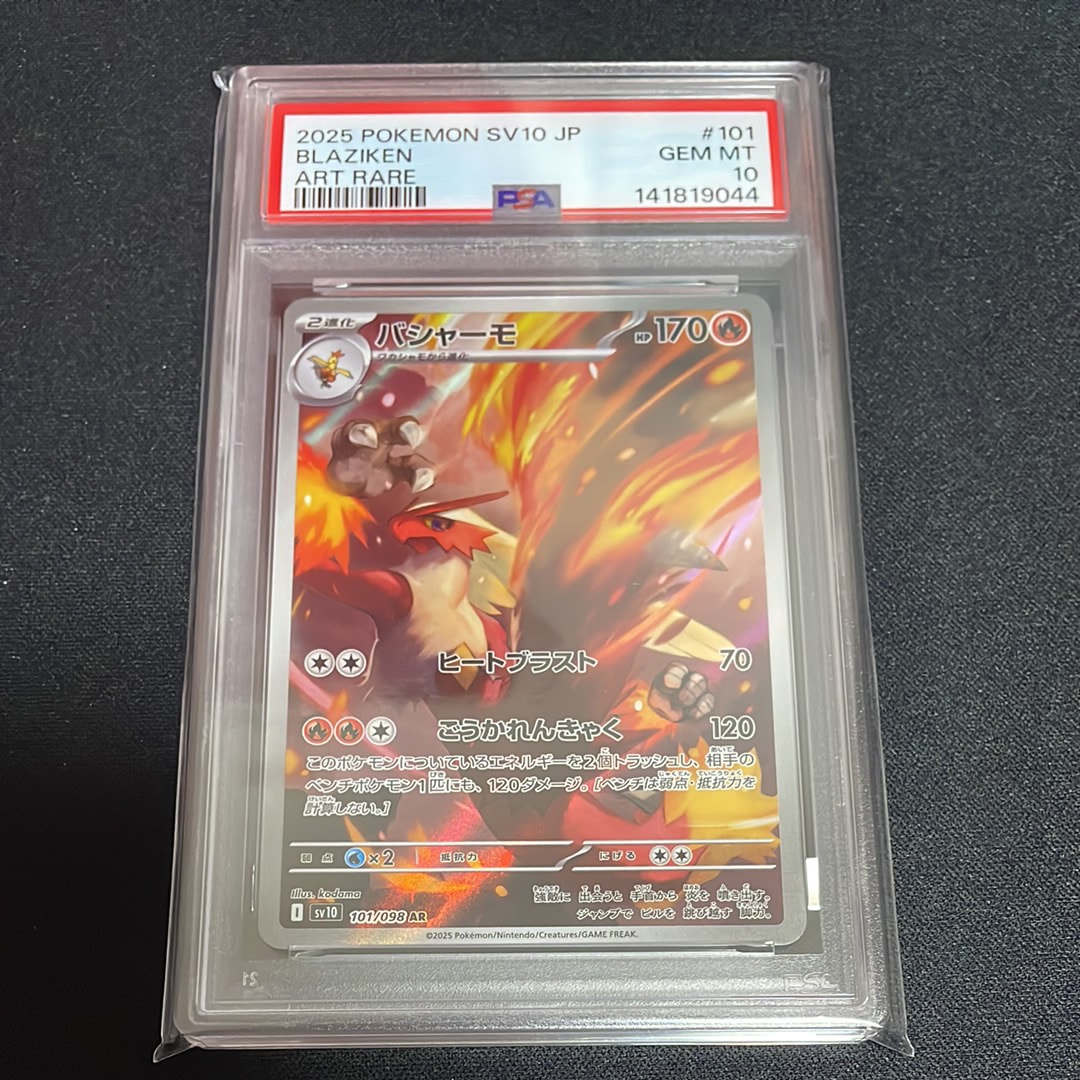 2025 POKEMON SV10 JP #101
BLAZIKEN GEM MT
ART RARE 10
PSA 141819044
2進化 バシャーモ HP 170
ワカシャモから進化
ヒートブラスト 70
ごうかれんきゃく 120
このポケモンについているエネルギーを2個トラッシュし、相手の
ベンチポケモン1匹にも、120ダメージ。[ベンチは弱点・抵抗力を
計算しない。]
弱点 ×2 抵抗力 にげる
Illus. kodama
強敵に 出会うと 手首から 炎を 噴き出す。
I sv10 101/098 AR
ジャンプで ビルを 跳び越す 脚力。
©2025 Pokémon/Nintendo/Creatures/GAME FREAK.